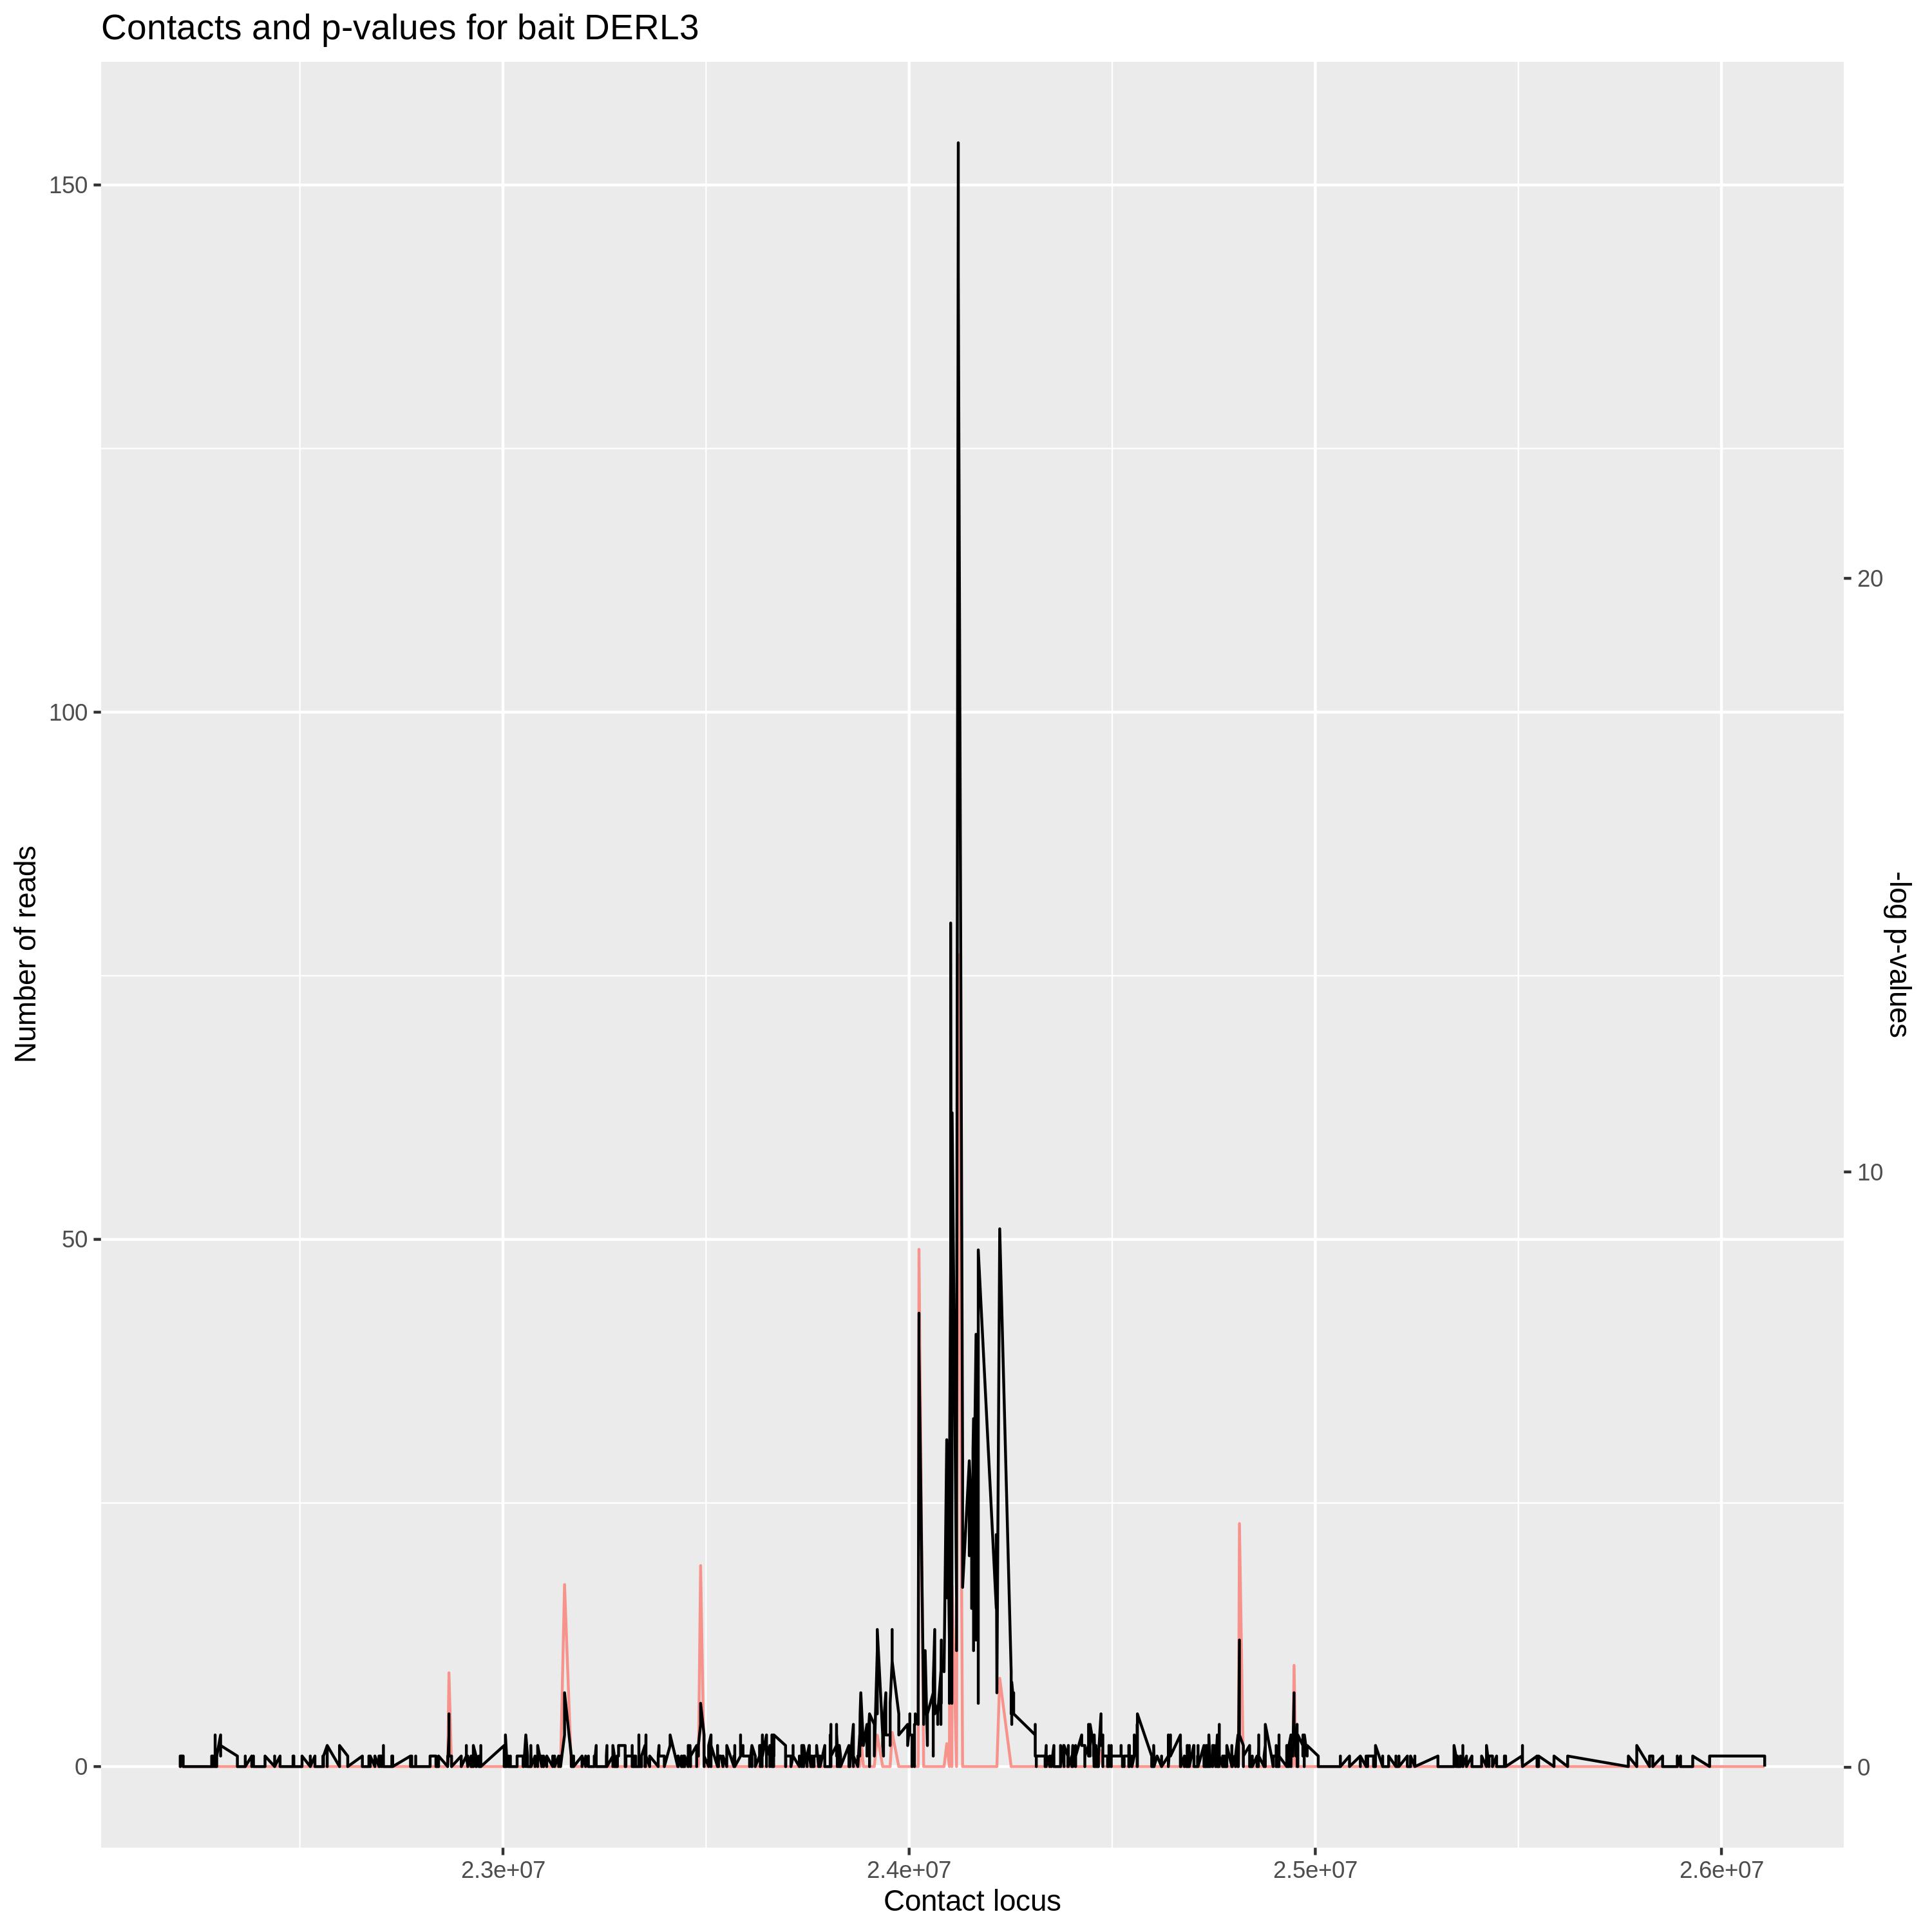 Contacts and p-values for bait DERL3
150
100
50
0
Number of reads
20
10
0
-log p-values
2.3e+07
2.4e+07
2.5e+07
2.6e+07
Contact locus